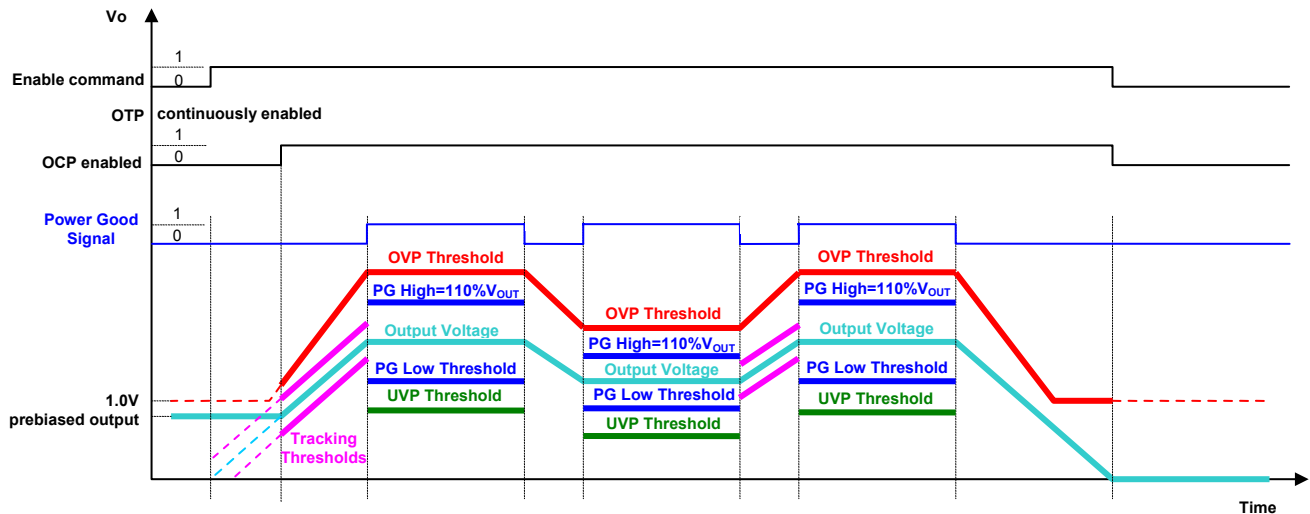 Vo
1
Enable command
0
OTP continuously enabled
1
OCP enabled
0
Power Good
Signal
1
0
OVP Threshold
PG High=110%VOUT
Output Voltage
PG Low Threshold
UVP Threshold
OVP Threshold
PG High=110%VOUT
Output Voltage
PG Low Threshold
UVP Threshold
OVP Threshold
PG High=110%VOUT
Output Voltage
PG Low Threshold
UVP Threshold
1.0V
prebiased output
Tracking
Thresholds
Time